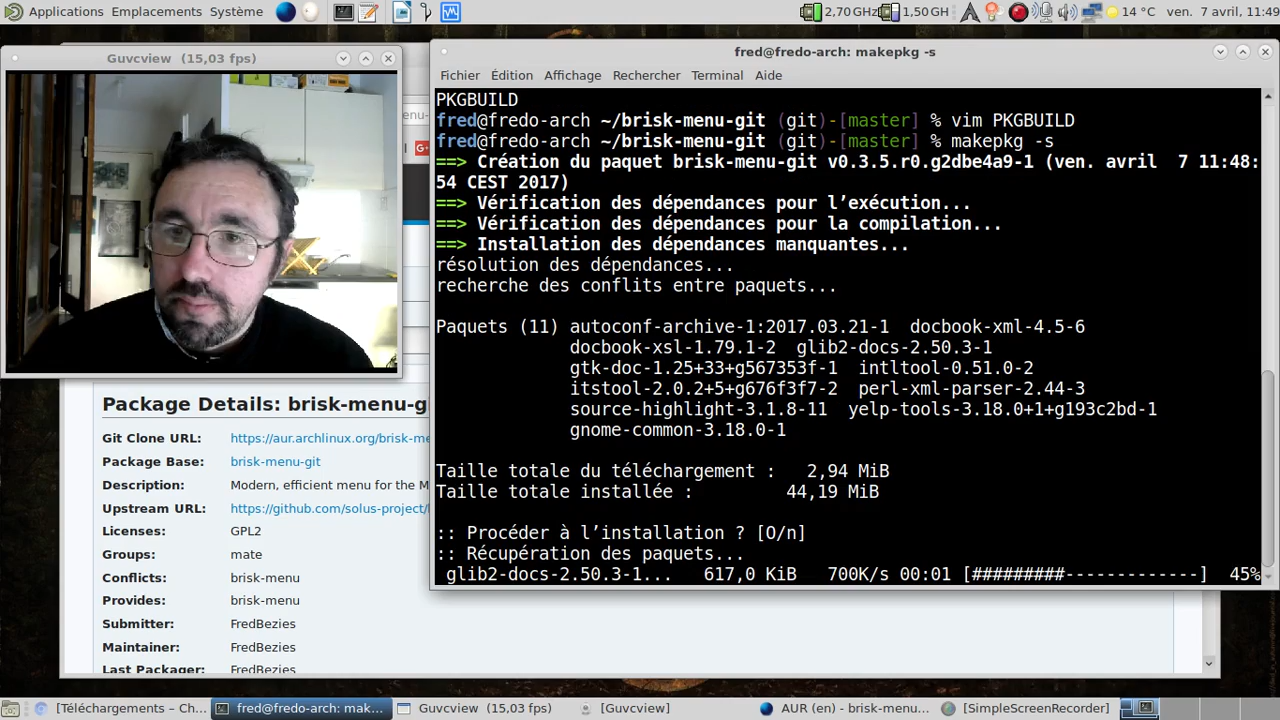 Applications Emplacements Système 2,70 GHz 1,50 GH 14 °C ven. 7 avril, 11:49
Guvcview (15,03 fps)
fred@fredo-arch: makepkg -s
Fichier Édition Affichage Rechercher Terminal Aide
PKGBUILD
fred@fredo-arch ~/brisk-menu-git (git)-[master] % vim PKGBUILD
fred@fredo-arch ~/brisk-menu-git (git)-[master] % makepkg -s
==> Création du paquet brisk-menu-git v0.3.5.r0.g2dbe4a9-1 (ven. avril  7 11:48:
54 CEST 2017)
==> Vérification des dépendances pour l’exécution...
==> Vérification des dépendances pour la compilation...
==> Installation des dépendances manquantes...
résolution des dépendances...
recherche des conflits entre paquets...
Paquets (11) autoconf-archive-1:2017.03.21-1  docbook-xml-4.5-6
docbook-xsl-1.79.1-2  glib2-docs-2.50.3-1
gtk-doc-1.25+33+g567353f-1  intltool-0.51.0-2
itstool-2.0.2+5+g676f3f7-2  perl-xml-parser-2.44-3
source-highlight-3.1.8-11  yelp-tools-3.18.0+1+g193c2bd-1
gnome-common-3.18.0-1
Taille totale du téléchargement :   2,94 MiB
Taille totale installée :         44,19 MiB
:: Procéder à l’installation ? [O/n]
:: Récupération des paquets...
glib2-docs-2.50.3-1...   617,0 KiB   700K/s 00:01 [#########-------------]  45%
enu-
Package Details: brisk-menu-g
Git Clone URL: https://aur.archlinux.org/brisk-me
Package Base: brisk-menu-git
Description: Modern, efficient menu for the M
Upstream URL: https://github.com/solus-project/
Licenses: GPL2
Groups: mate
Conflicts: brisk-menu
Provides: brisk-menu
Submitter: FredBezies
Maintainer: FredBezies
Last Packager: FredBezies
[Téléchargements – Ch... fred@fredo-arch: mak... Guvcview (15,03 fps) [Guvcview] AUR (en) - brisk-menu... [SimpleScreenRecorder]